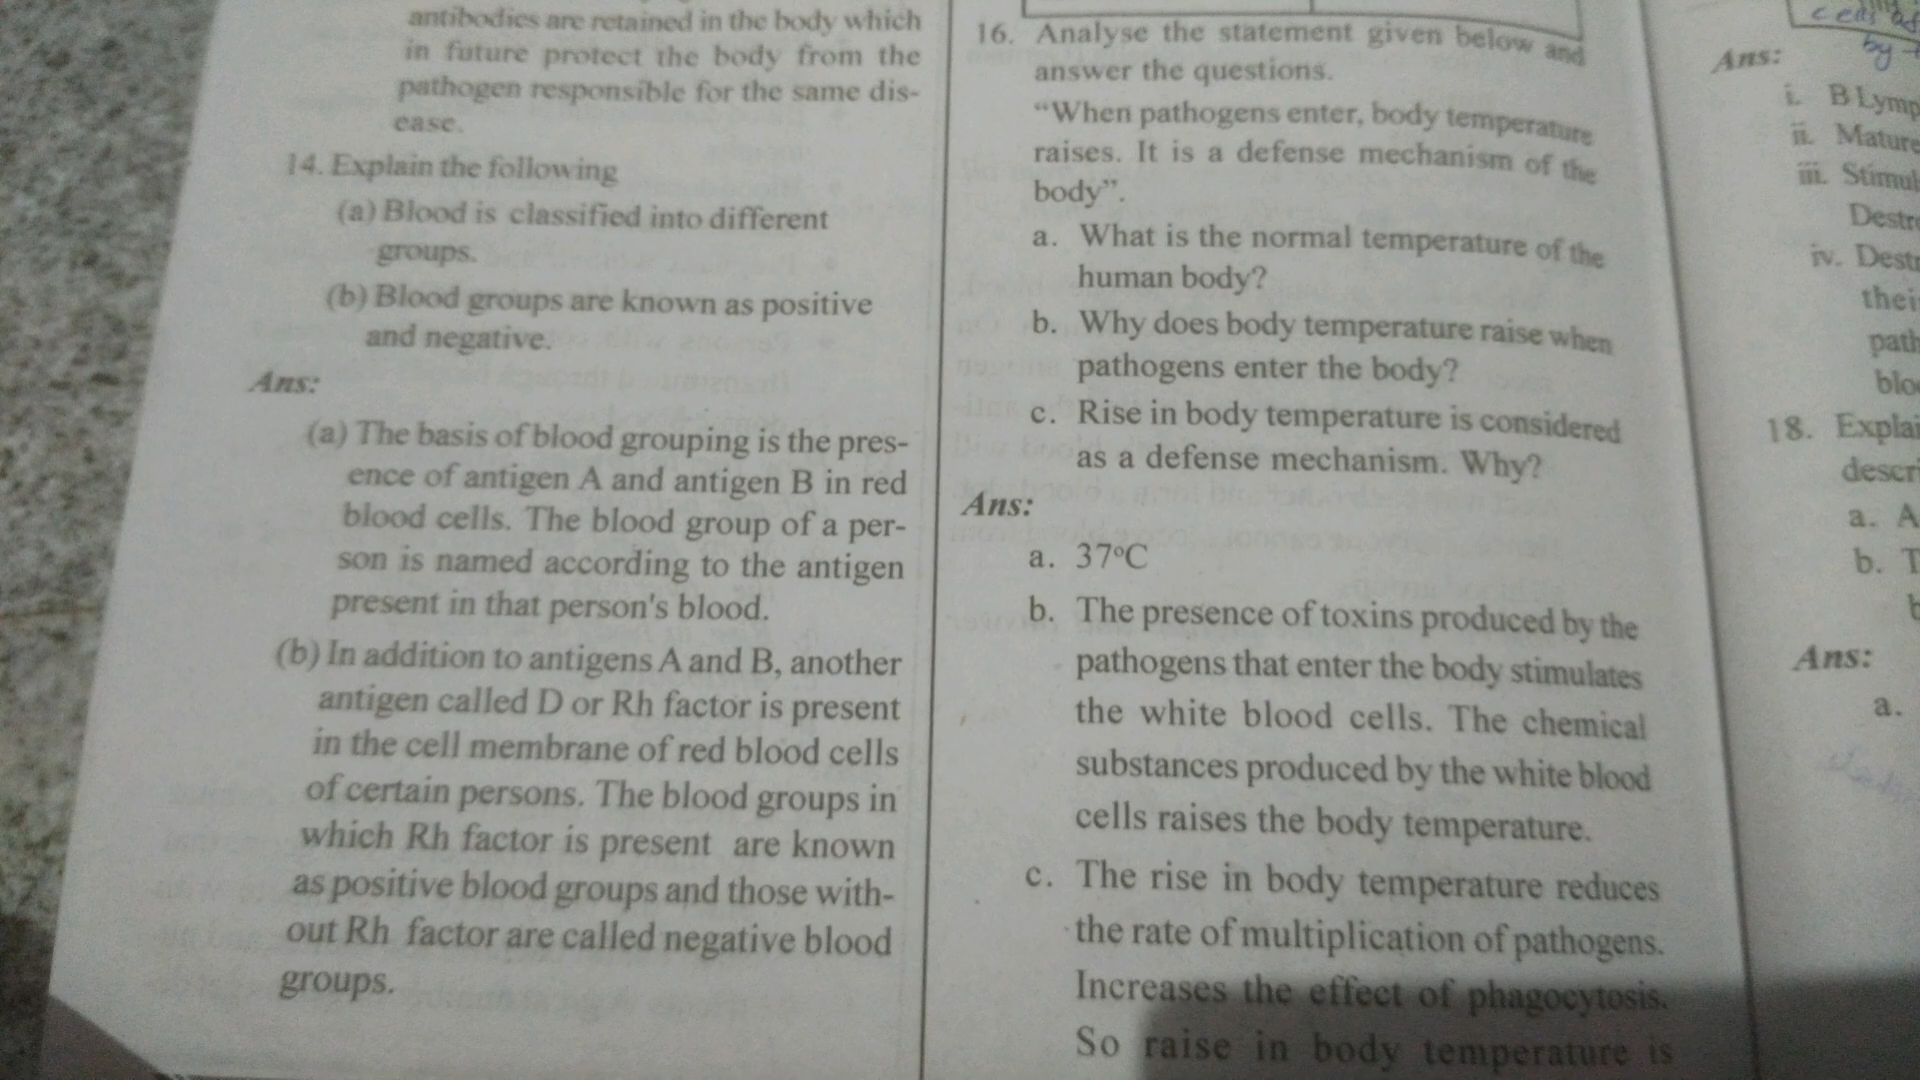 antibodies are retained in the body which
in future protect the body from the
pathogen responsible for the same dis-
ease.
14. Explain the following
(a) Blood is classified into different
groups.
(b) Blood groups are known as positive
and negative.
Ans:
(a) The basis of blood grouping is the pres-
ence of antigen A and antigen B in red
blood cells. The blood group of a per-
son is named according to the antigen
present in that person's blood.
(b) In addition to antigens A and B, another
antigen called D or Rh factor is present
in the cell membrane of red blood cells
of certain persons. The blood groups in
which Rh factor is present are known
as positive blood groups and those with-
out Rh factor are called negative blood
groups.
16. Analyse the statement given below and
answer the questions.
“When pathogens enter, body temperature
raises. It is a defense mechanism of the
body”.
a. What is the normal temperature of the
human body?
b. Why does body temperature raise when
pathogens enter the body?
c. Rise in body temperature is considered
as a defense mechanism. Why?
Ans:
a. 37°C
b. The presence of toxins produced by the
pathogens that enter the body stimulates
the white blood cells. The chemical
substances produced by the white blood
cells raises the body temperature.
c. The rise in body temperature reduces
the rate of multiplication of pathogens.
Increases the effect of phagocytosis.
So raise in body temperature is
by
Ans:
i. B Lymp
ii. Mature
iii. Stimul
Destr
iv. Destr
thei
path
blo
18. Explai
descri
a. A
b. T
Ans:
a.